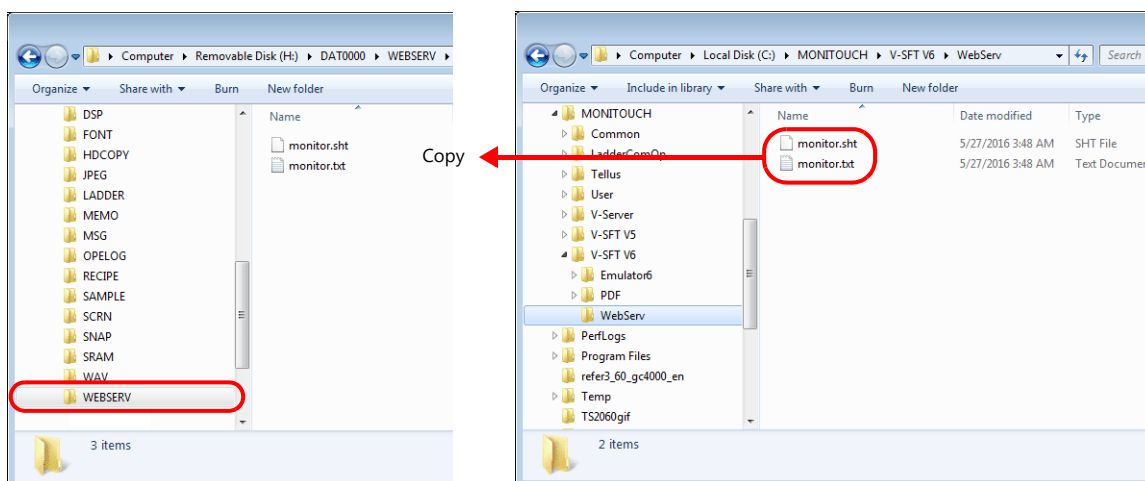 Computer ▸ Removable Disk (H:) ▸ DAT0000 ▸ WEBSERV ▸
Organize ▾ Share with ▾ Burn New folder
DSP
FONT
HDCOPY
JPEG
LADDER
MEMO
MSG
OPELOG
RECIPE
SAMPLE
SCRN
SNAP
SRAM
WAV
WEBSERV
Name
monitor.sht
monitor.txt
3 items
Copy
Computer ▸ Local Disk (C:) ▸ MONITOUCH ▸ V-SFT V6 ▸ WebServ
Search
Organize ▾ Include in library ▾ Share with ▾ Burn New folder
MONITOUCH
Common
LadderComOp
Tellus
User
V-Server
V-SFT V5
V-SFT V6
Emulator6
PDF
WebServ
PerfLogs
Program Files
refer3_60_gc4000_en
Temp
TS2060gif
Name Date modified Type
monitor.sht 5/27/2016 3:48 AM SHT File
monitor.txt 5/27/2016 3:48 AM Text Documen
2 items